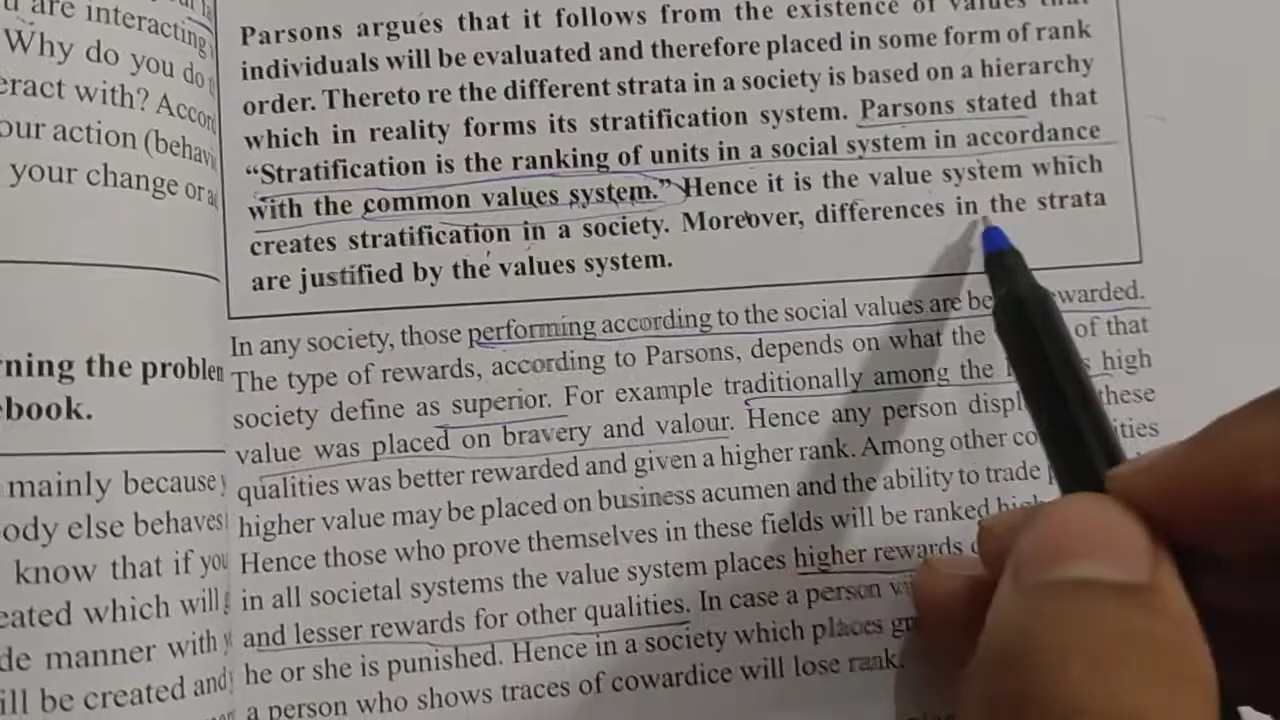 are interacting
Why do you do
eract with? Accor
our action (behavi
your change or a
ning the problem
book.
mainly because
ody else behaves
know that if you
eated which will
de manner with
ill be created and
Parsons argues that it follows from the existence of values that
individuals will be evaluated and therefore placed in some form of rank
order. Thereto re the different strata in a society is based on a hierarchy
which in reality forms its stratification system. Parsons stated that
“Stratification is the ranking of units in a social system in accordance
with the common values system.” Hence it is the value system which
creates stratification in a society. Moreover, differences in the strata
are justified by the values system.
In any society, those performing according to the social values are be rewarded.
The type of rewards, according to Parsons, depends on what the of that
society define as superior. For example traditionally among the high
value was placed on bravery and valour. Hence any person displ these
qualities was better rewarded and given a higher rank. Among other co ities
higher value may be placed on business acumen and the ability to trade
Hence those who prove themselves in these fields will be ranked
in all societal systems the value system places higher rewards
and lesser rewards for other qualities. In case a person
he or she is punished. Hence in a society which places
a person who shows traces of cowardice will lose rank.